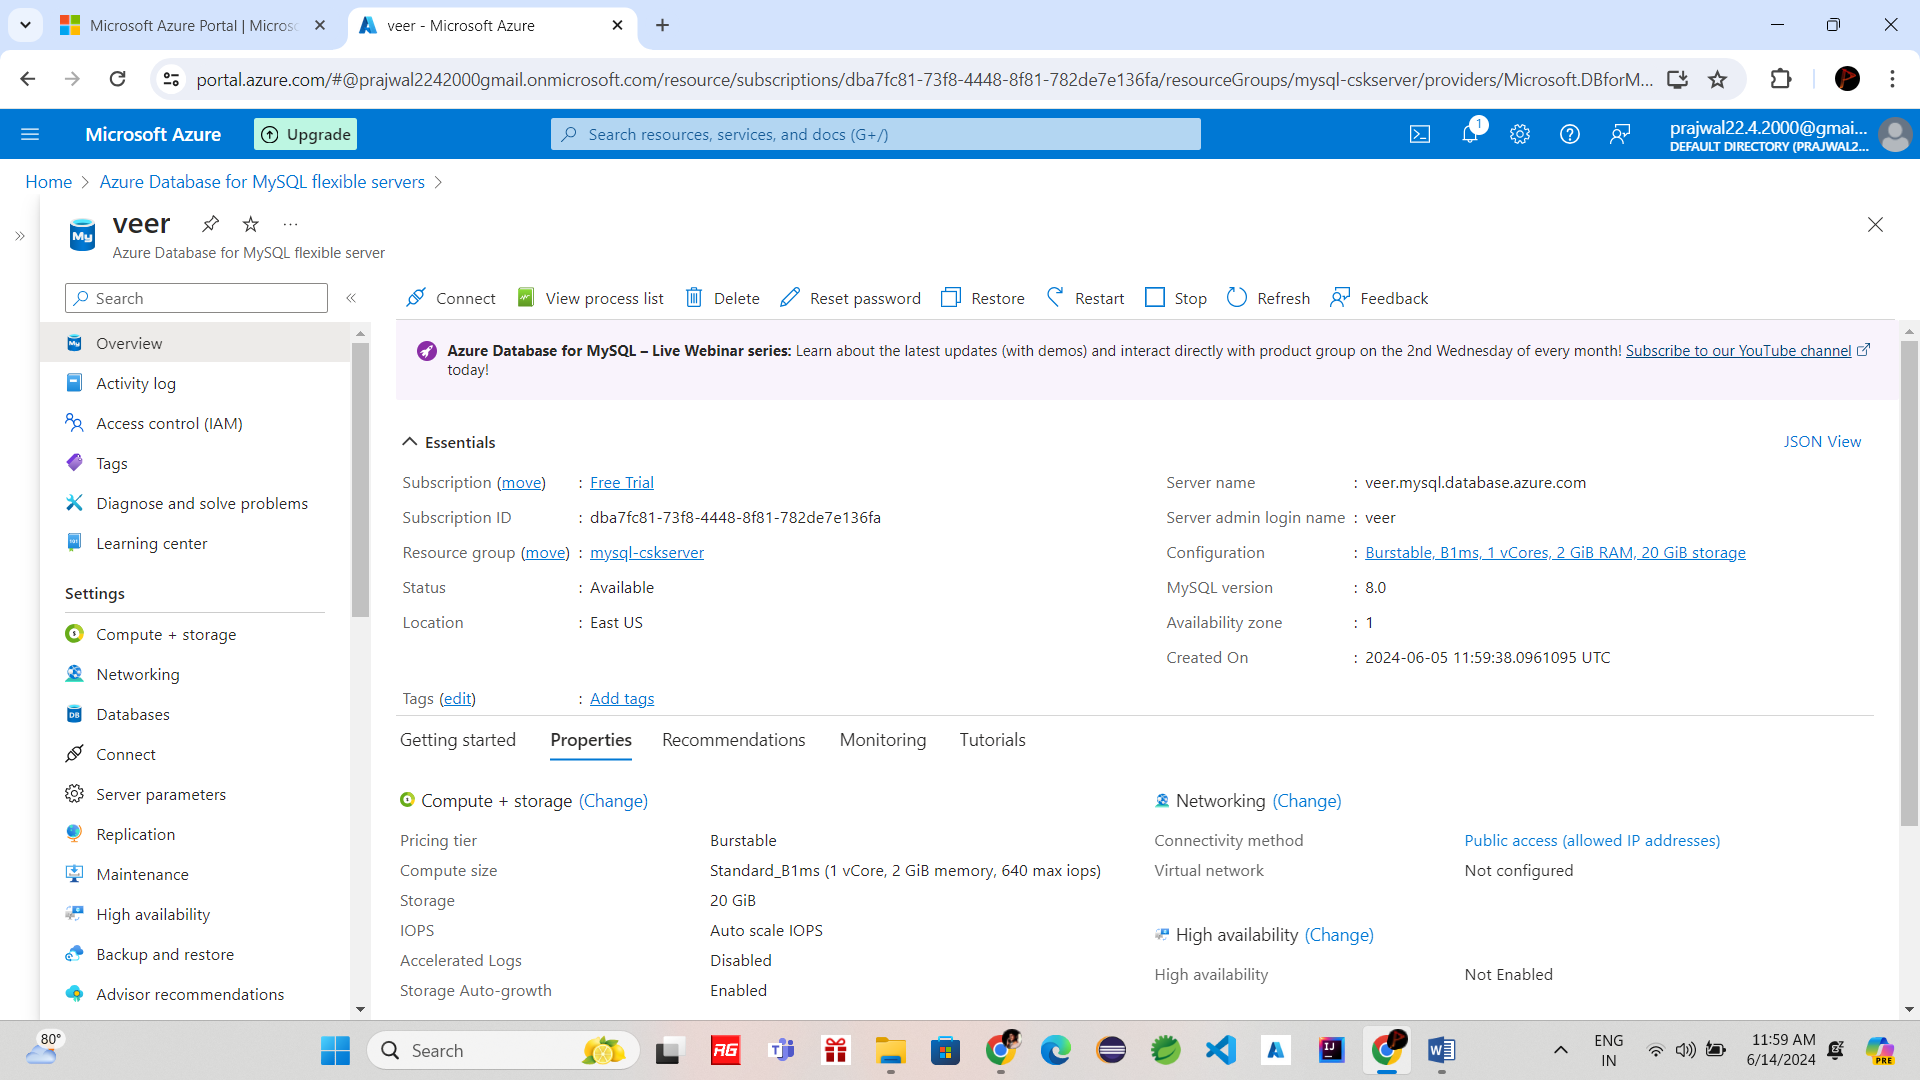 Microsoft Azure Portal | Micros
veer - Microsoft Azure
portal.azure.com/#@prajwal2242000gmail.onmicrosoft.com/resource/subscriptions/dba7fc81-73f8-4448-8f81-782de7e136fa/resourceGroups/mysql-cskserver/providers/Microsoft.DBforM...
Microsoft Azure
Upgrade
Search resources, services, and docs (G+/)
1
prajwal22.4.2000@gmai...
DEFAULT DIRECTORY (PRAJWAL2...
Home > Azure Database for MySQL flexible servers >
My
veer
Azure Database for MySQL flexible server
Search
Connect View process list Delete Reset password Restore Restart Stop Refresh Feedback
Overview
Activity log
Access control (IAM)
Tags
Diagnose and solve problems
Learning center
Settings
Compute + storage
Networking
Databases
Connect
Server parameters
Replication
Maintenance
High availability
Backup and restore
Advisor recommendations
Azure Database for MySQL – Live Webinar series: Learn about the latest updates (with demos) and interact directly with product group on the 2nd Wednesday of every month! Subscribe to our YouTube channel
today!
Essentials
JSON View
Subscription (move) : Free Trial
Subscription ID : dba7fc81-73f8-4448-8f81-782de7e136fa
Resource group (move) : mysql-cskserver
Status : Available
Location : East US
Server name : veer.mysql.database.azure.com
Server admin login name : veer
Configuration : Burstable, B1ms, 1 vCores, 2 GiB RAM, 20 GiB storage
MySQL version : 8.0
Availability zone : 1
Created On : 2024-06-05 11:59:38.0961095 UTC
Tags (edit) : Add tags
Getting started Properties Recommendations Monitoring Tutorials
Compute + storage (Change)
Pricing tier Burstable
Compute size Standard_B1ms (1 vCore, 2 GiB memory, 640 max iops)
Storage 20 GiB
IOPS Auto scale IOPS
Accelerated Logs Disabled
Storage Auto-growth Enabled
Networking (Change)
Connectivity method Public access (allowed IP addresses)
Virtual network Not configured
High availability (Change)
High availability Not Enabled
80°
Search
RG
ENG
IN
11:59 AM
6/14/2024
PRE